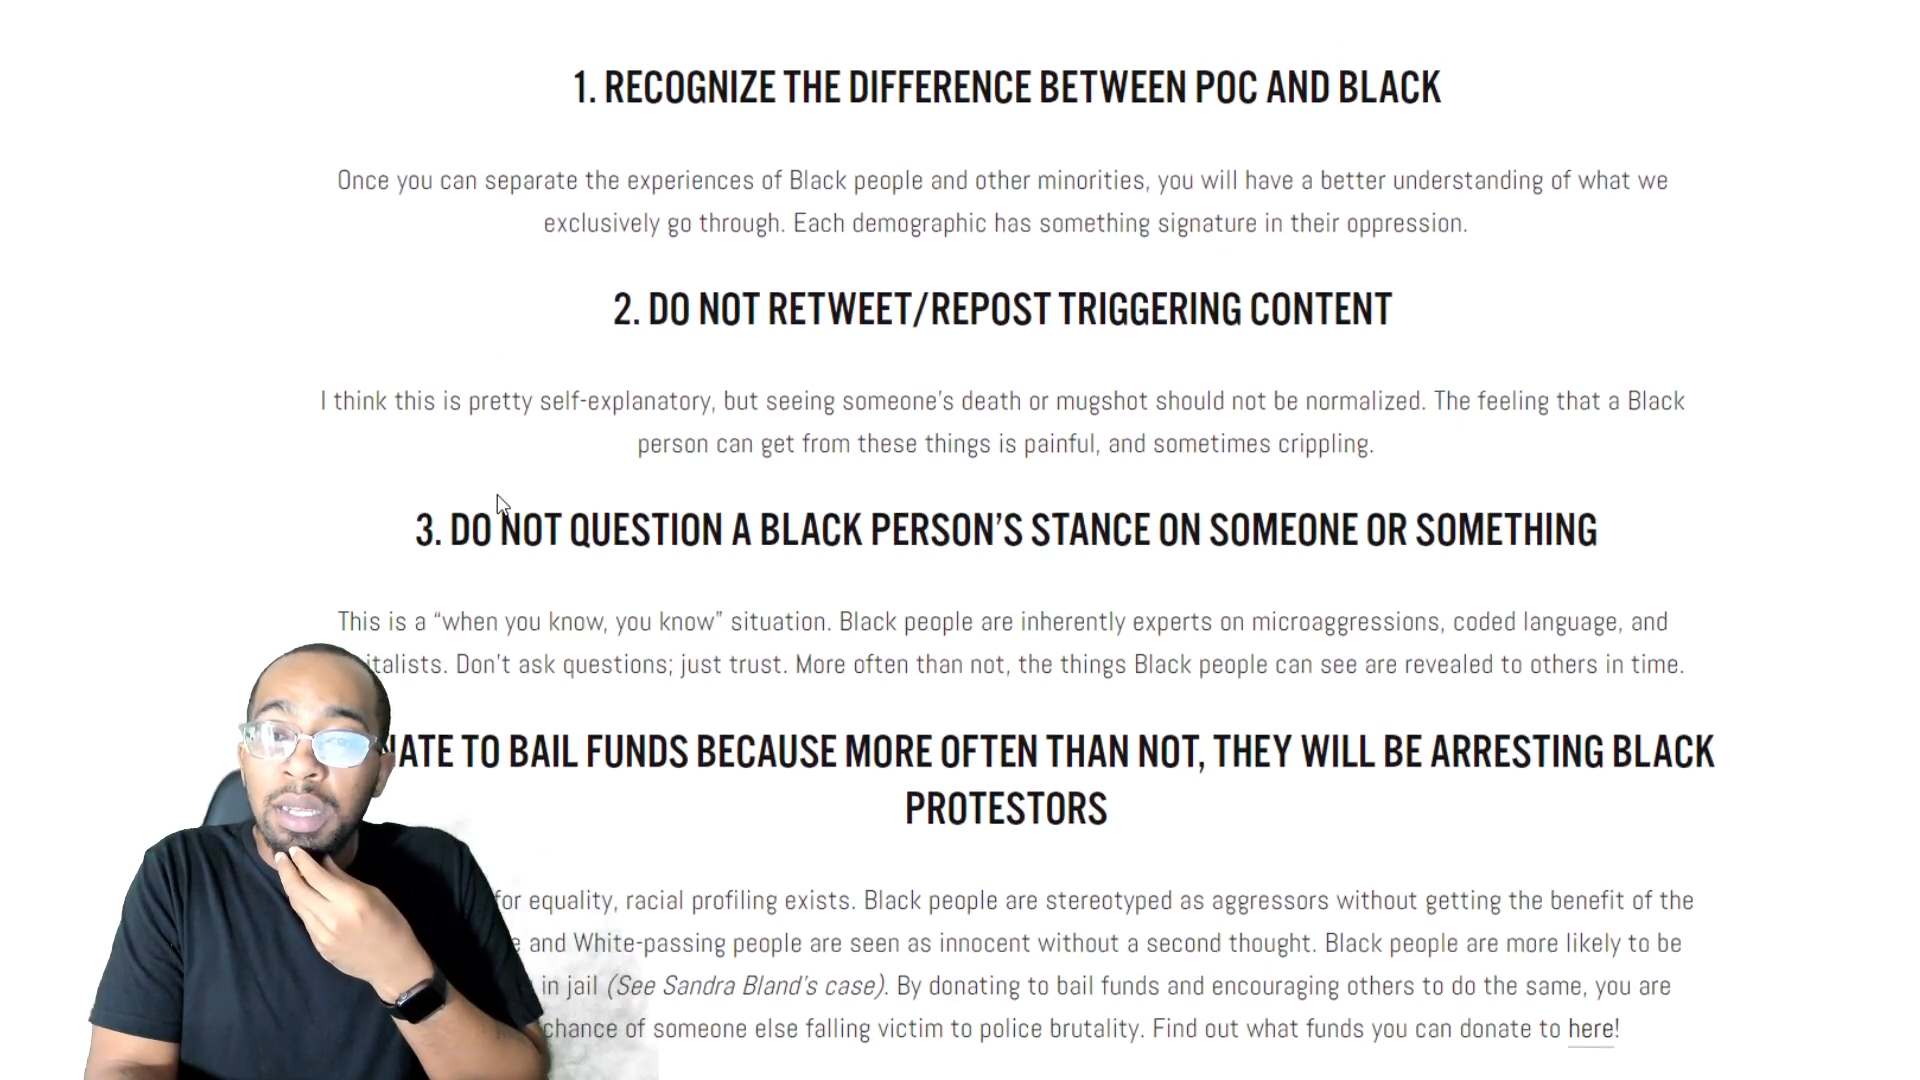 1. RECOGNIZE THE DIFFERENCE BETWEEN POC AND BLACK
Once you can separate the experiences of Black people and other minorities, you will have a better understanding of what we
exclusively go through. Each demographic has something signature in their oppression.
2. DO NOT RETWEET/REPOST TRIGGERING CONTENT
I think this is pretty self-explanatory, but seeing someone's death or mugshot should not be normalized. The feeling that a Black
person can get from these things is painful, and sometimes crippling.
3. DO NOT QUESTION A BLACK PERSON'S STANCE ON SOMEONE OR SOMETHING
This is a “when you know, you know” situation. Black people are inherently experts on microaggressions, coded language, and
italists. Don't ask questions; just trust. More often than not, the things Black people can see are revealed to others in time.
ATE TO BAIL FUNDS BECAUSE MORE OFTEN THAN NOT, THEY WILL BE ARRESTING BLACK
PROTESTORS
for equality, racial profiling exists. Black people are stereotyped as aggressors without getting the benefit of the
and White-passing people are seen as innocent without a second thought. Black people are more likely to be
in jail (See Sandra Bland's case). By donating to bail funds and encouraging others to do the same, you are
chance of someone else falling victim to police brutality. Find out what funds you can donate to here!